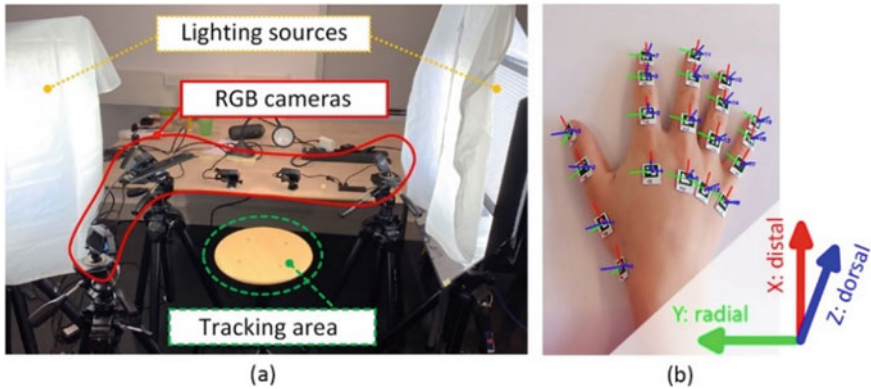 Lighting sources
RGB cameras
Tracking area
X: distal
Y: radial
Z: dorsal
(a)
(b)